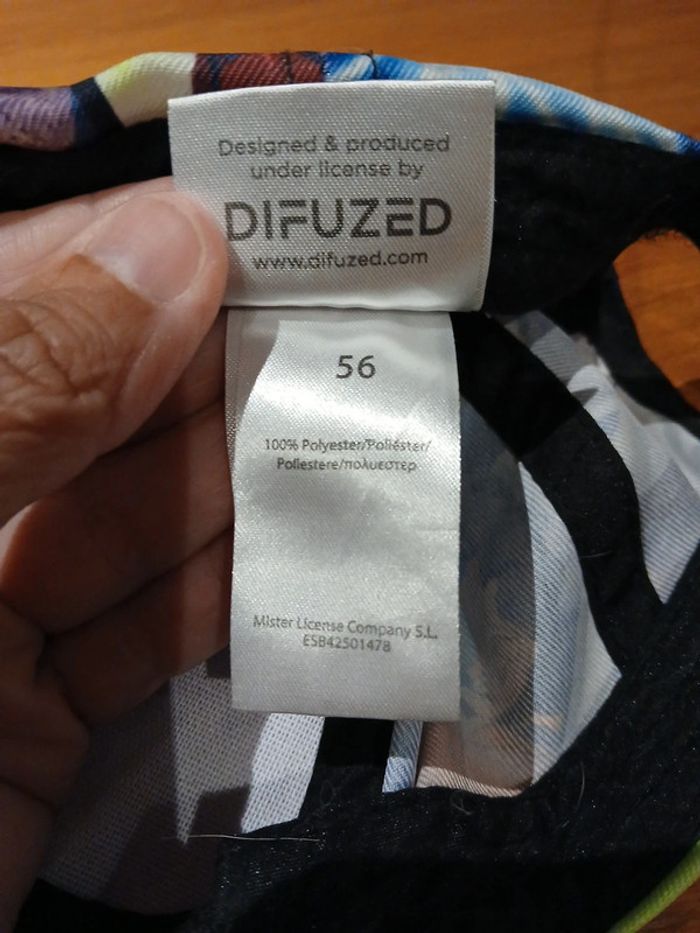 Designed & produced
under license by
DIFUZED
www.difuzed.com
56
100% Polyester/Poliéster/
Poliestere/πολυεστερ
Mister License Company S.L.
ESB42501478